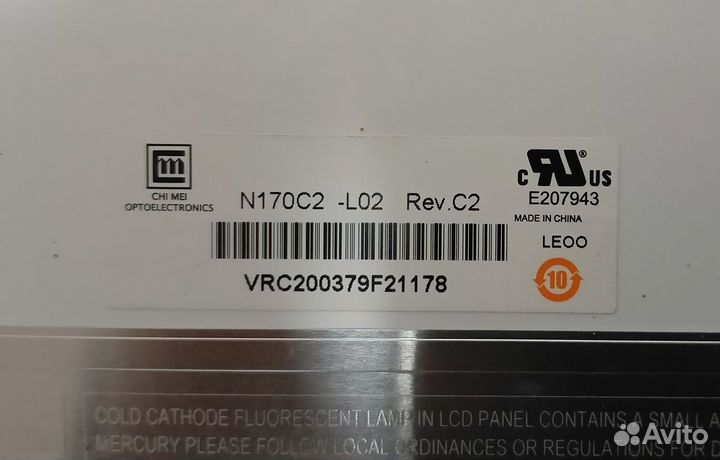 CHI MEI
OPTOELECTRONICS
N170C2 -L02 Rev.C2
VRC200379F21178
c RU ® US
E207943
MADE IN CHINA
LEOO
10
COLD CATHODE FLUORESCENT LAMP IN LCD PANEL CONTAINS A SMALL A
MERCURY PLEASE FOLLOW LOCAL ORDINANCES OR REGULATIONS FOR D
Avito